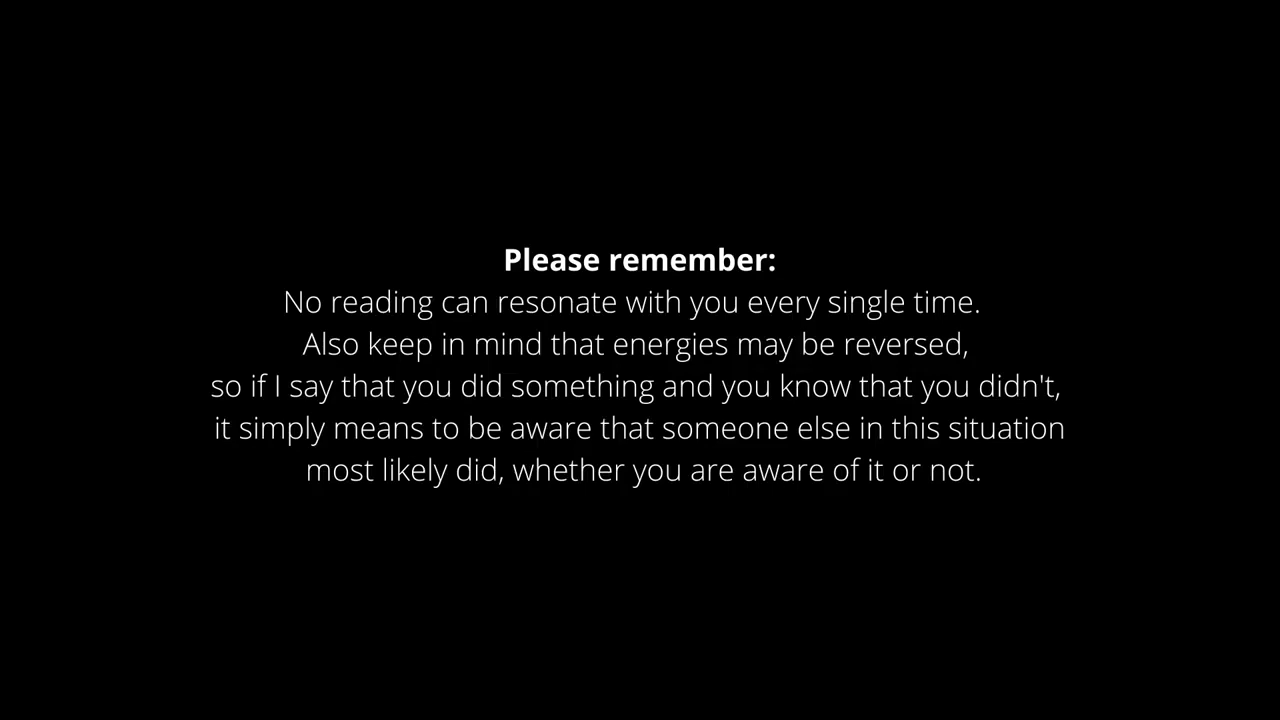 Please remember:
No reading can resonate with you every single time.
Also keep in mind that energies may be reversed,
so if I say that you did something and you know that you didn't,
it simply means to be aware that someone else in this situation
most likely did, whether you are aware of it or not.